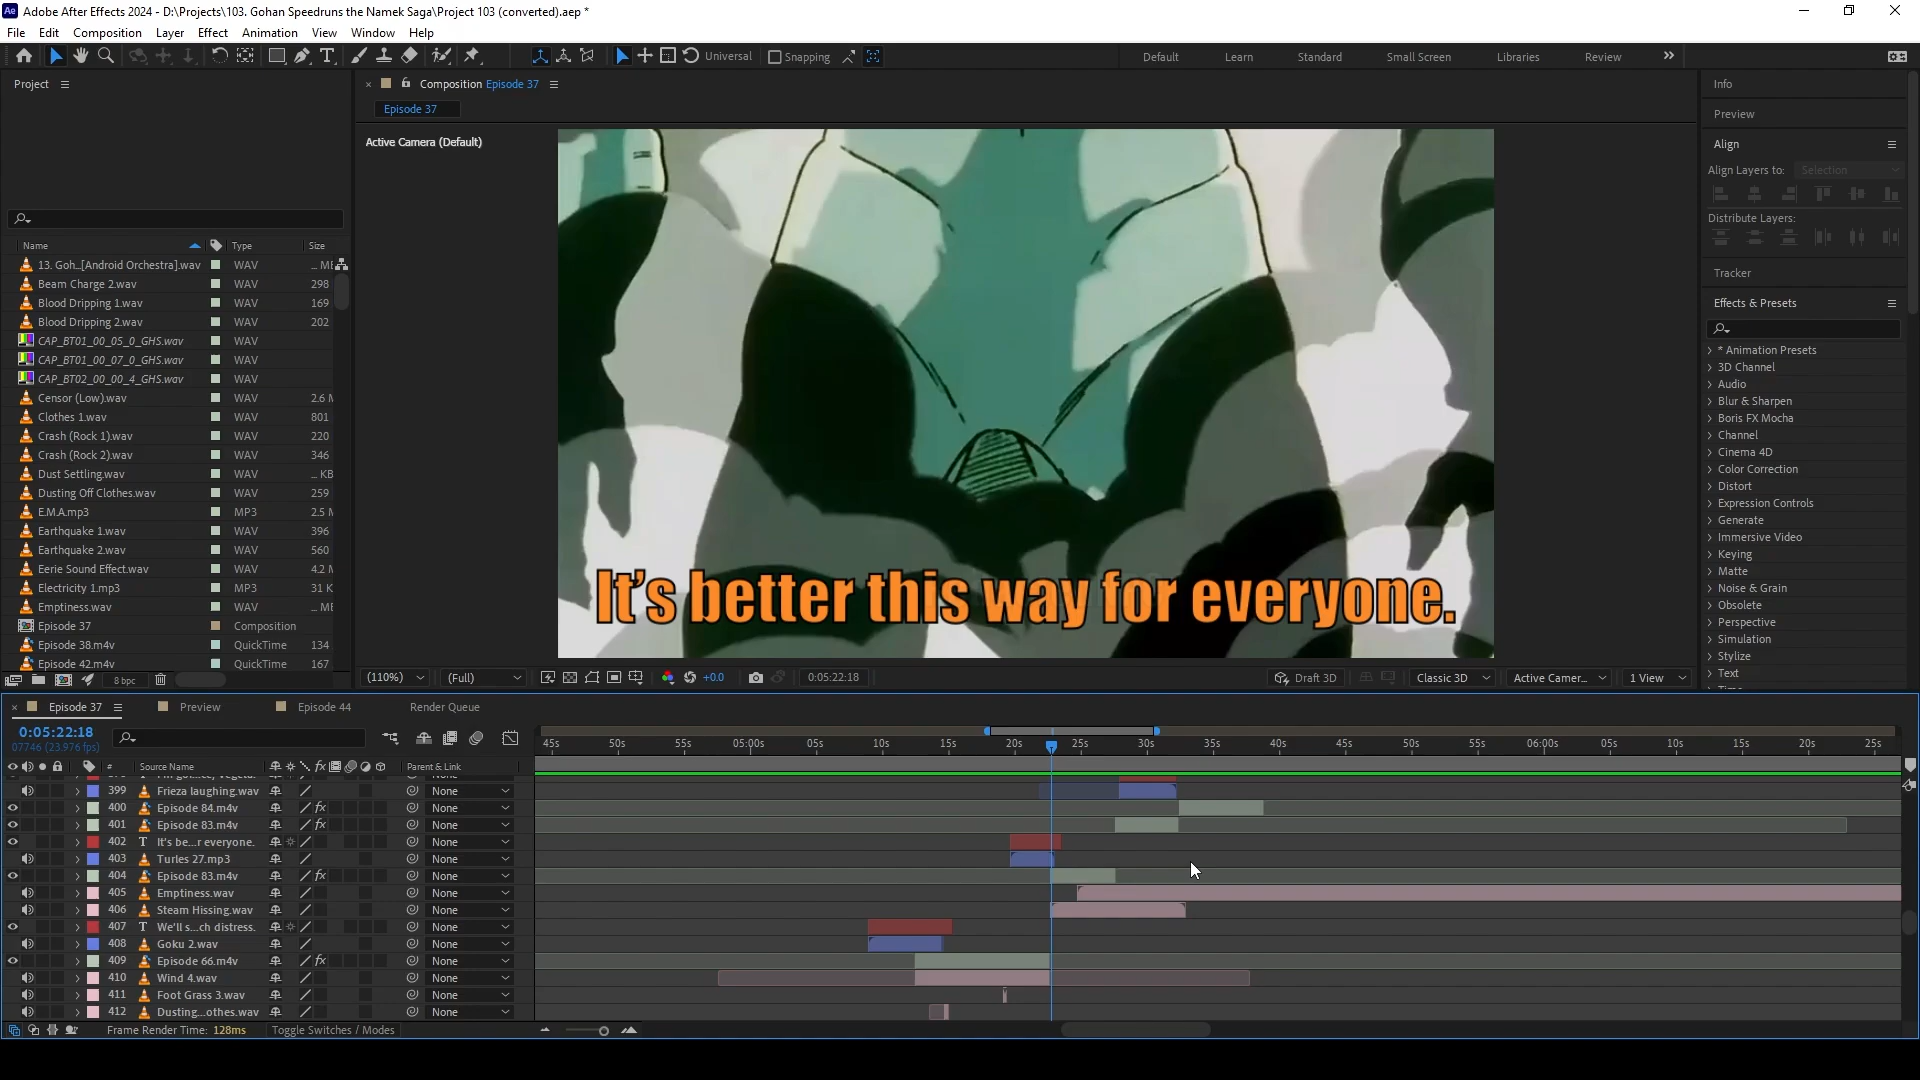 Adobe After Effects 2024 - D:\Projects\103. Gohan Speedruns the Namek Saga\Project 103 (converted).aep *
File Edit Composition Layer Effect Animation View Window Help
Universal Snapping Default Learn Standard Small Screen Libraries Review
Project
Composition Episode 37
Episode 37
Active Camera (Default)
Name Type Size
13. Goh...[Android Orchestra].wav WAV ... ME
Beam Charge 2.wav WAV 298
Blood Dripping 1.wav WAV 169
Blood Dripping 2.wav WAV 202
CAP_BT01_00_05_0_GHS.wav WAV
CAP_BT01_00_07_0_GHS.wav WAV
CAP_BT02_00_00_4_GHS.wav WAV
Censor (Low).wav WAV 2.6 M
Clothes 1.wav WAV 801
Crash (Rock 1).wav WAV 220
Crash (Rock 2).wav WAV 346
Dust Settling.wav WAV ... KB
Dusting Off Clothes.wav WAV 259
E.M.A.mp3 MP3 2.5 M
Earthquake 1.wav WAV 396
Earthquake 2.wav WAV 560
Eerie Sound Effect.wav WAV 4.2 M
Electricity 1.mp3 MP3 31 K
Emptiness.wav WAV ... ME
Episode 37 Composition
Episode 38.m4v QuickTime 134
Episode 42.m4v QuickTime 167
8 bpc
It's better this way for everyone.
(110%) (Full) +0.0 0:05:22:18 Draft 3D Classic 3D Active Camer... 1 View
Info
Preview
Align
Align Layers to: Selection
Distribute Layers:
Tracker
Effects & Presets
* Animation Presets
3D Channel
Audio
Blur & Sharpen
Boris FX Mocha
Channel
Cinema 4D
Color Correction
Distort
Expression Controls
Generate
Immersive Video
Keying
Matte
Noise & Grain
Obsolete
Perspective
Simulation
Stylize
Text
Episode 37 Preview Episode 44 Render Queue
0:05:22:18
07746 (23.976 fps)
45s 50s 55s 05:00s 05s 10s 15s 20s 25s 30s 35s 40s 45s 50s 55s 06:00s 05s 10s 15s 20s 25s
# Source Name Parent & Link
399 Frieza laughing.wav None
400 Episode 84.m4v fx None
401 Episode 83.m4v fx None
402 T It's be...r everyone. None
403 Turles 27.mp3 None
404 Episode 83.m4v fx None
405 Emptiness.wav None
406 Steam Hissing.wav None
407 T We'll s...ch distress. None
408 Goku 2.wav None
409 Episode 66.m4v fx None
410 Wind 4.wav None
411 Foot Grass 3.wav None
412 Dusting...othes.wav None
Frame Render Time: 128ms Toggle Switches / Modes